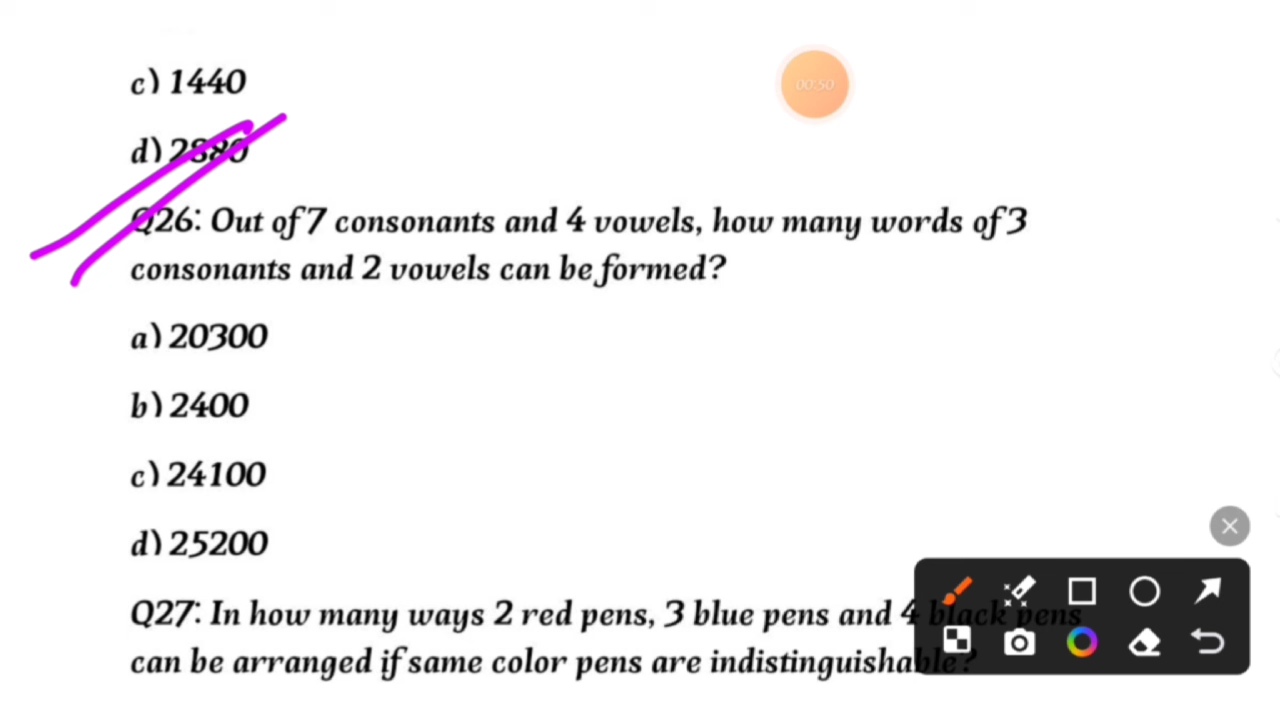 c) 1440
00:50
d) 2880
Q26: Out of 7 consonants and 4 vowels, how many words of 3
consonants and 2 vowels can be formed?
a) 20300
b) 2400
c) 24100
d) 25200
Q27: In how many ways 2 red pens, 3 blue pens and 4 black pens
can be arranged if same color pens are indistinguishable?